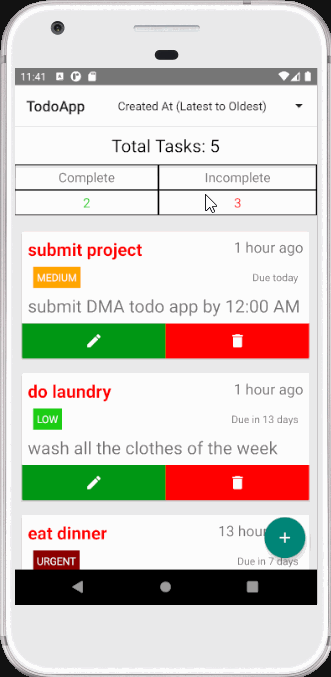 11:41
TodoApp Created At (Latest to Oldest)
Total Tasks: 5
Complete Incomplete
2 3
submit project 1 hour ago
MEDIUM Due today
submit DMA todo app by 12:00 AM
do laundry 1 hour ago
LOW Due in 13 days
wash all the clothes of the week
eat dinner 13 hour
URGENT Due in 7 days